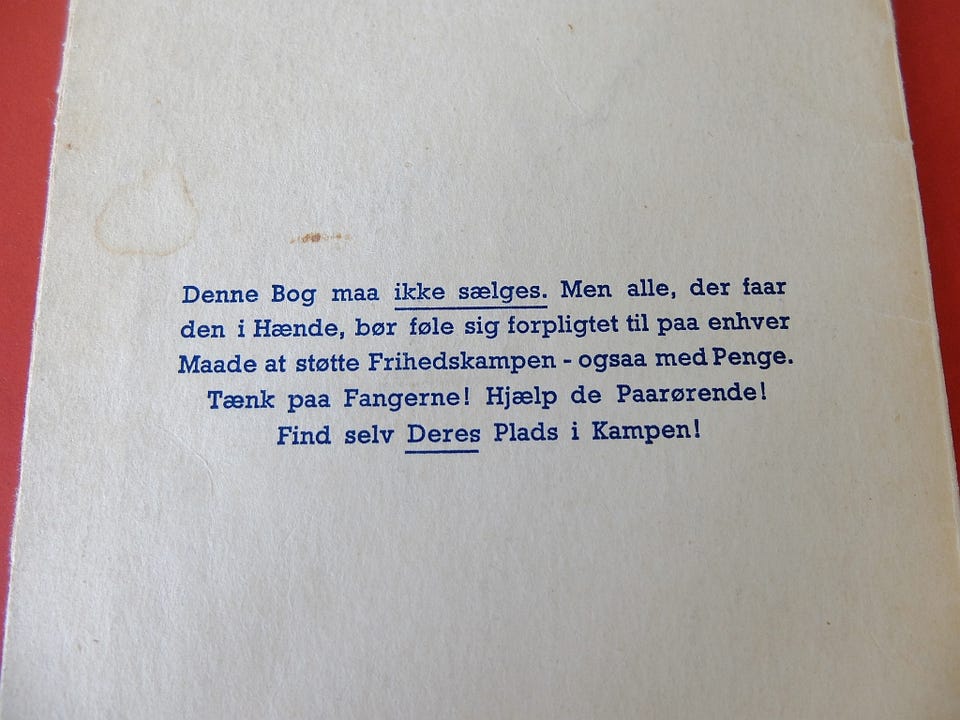 Denne Bog maa ikke sælges. Men alle, der faar
den i Hænde, bør føle sig forpligtet til paa enhver
Maade at støtte Frihedskampen - ogsaa med Penge.
Tænk paa Fangerne! Hjælp de Paarørende!
Find selv Deres Plads i Kampen!